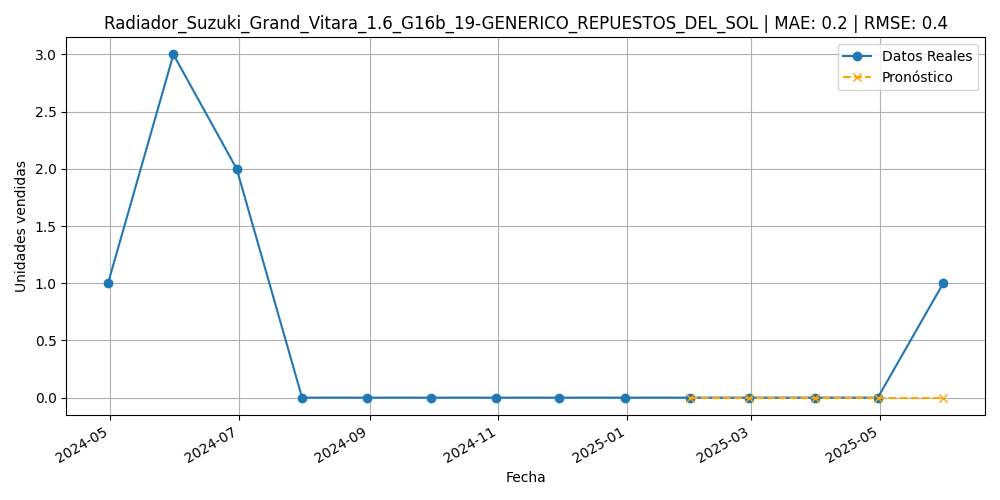 Radiador_Suzuki_Grand_Vitara_1.6_G16b_19-GENERICO_REPUESTOS_DEL_SOL | MAE: 0.2 | RMSE: 0.4
Datos Reales
Pronóstico
Unidades vendidas
3.0
2.5
2.0
1.5
1.0
0.5
0.0
2024-05
2024-07
2024-09
2024-11
2025-01
2025-03
2025-05
Fecha